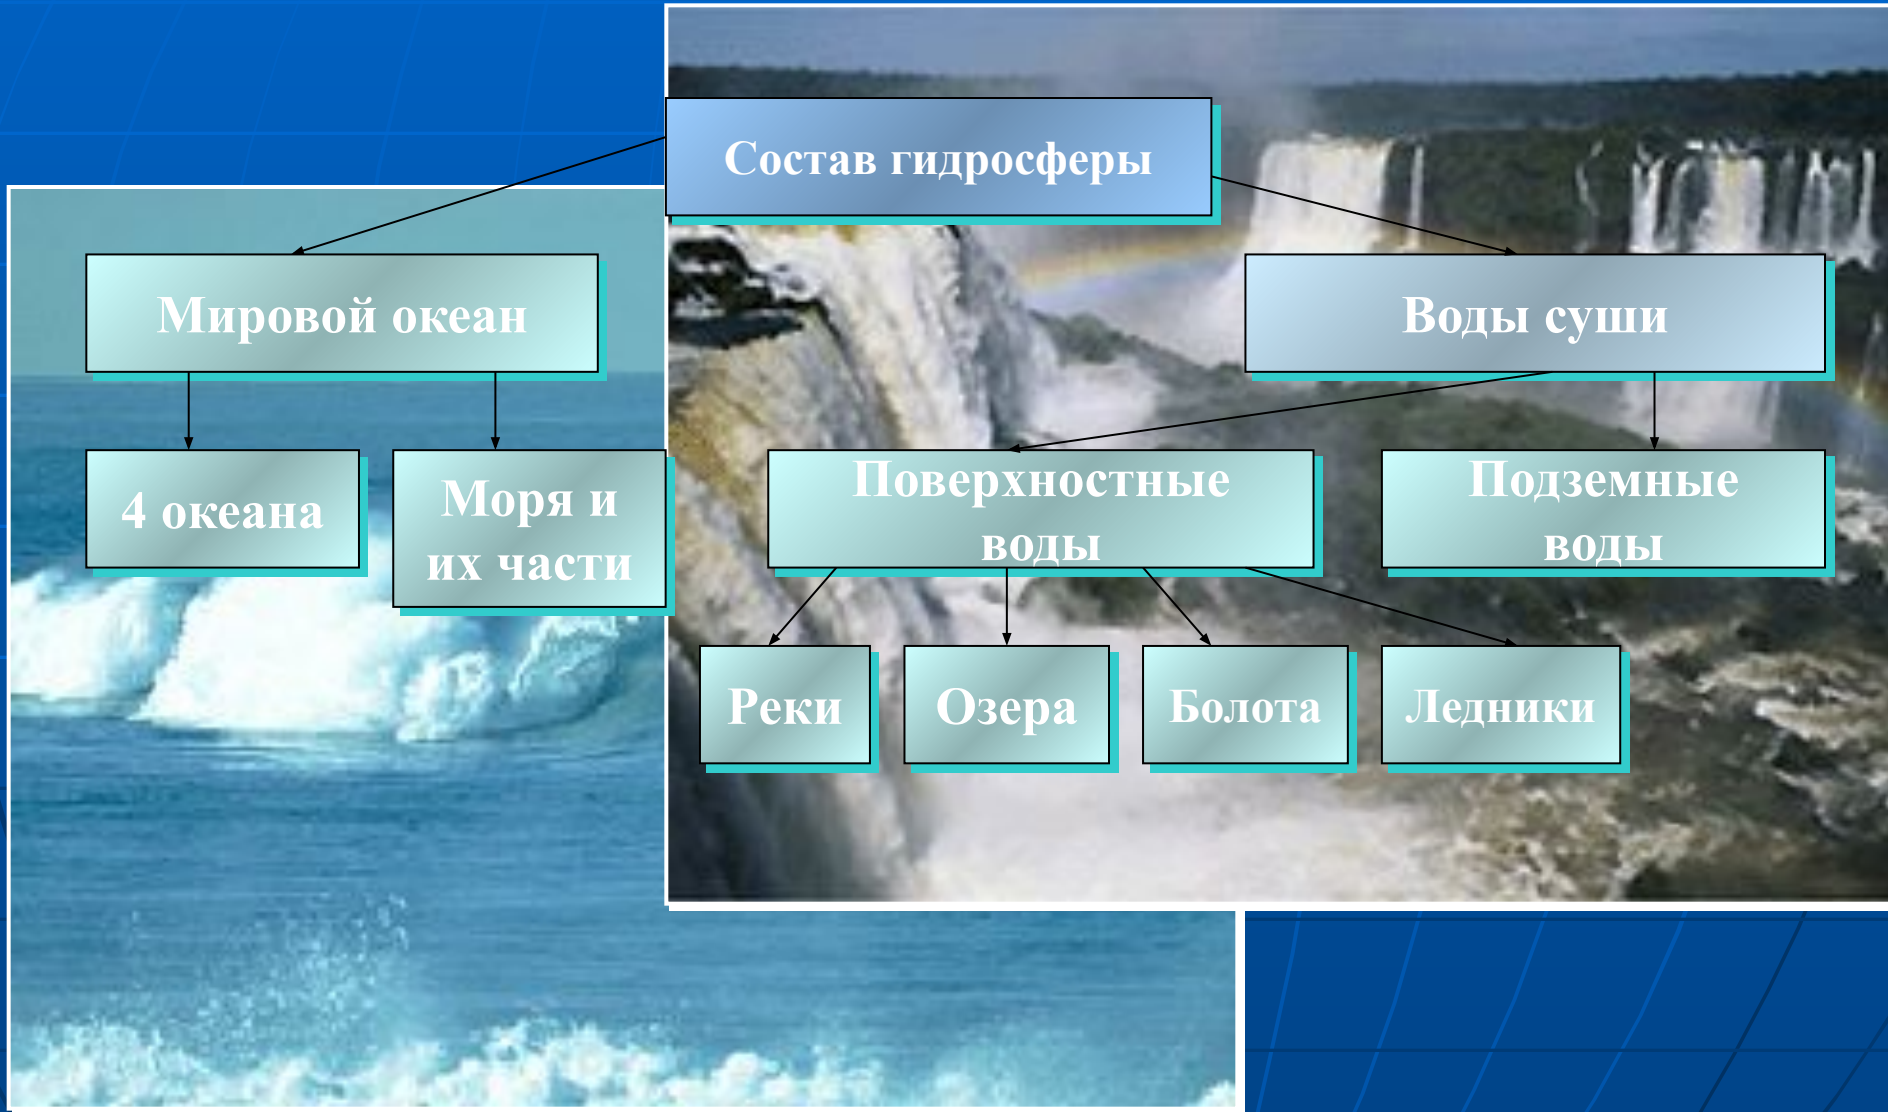 Состав гидросферы
Мировой океан
Воды суши
4 океана
Моря и
их части
Поверхностные
воды
Подземные
воды
Реки
Озера
Болота
Ледники